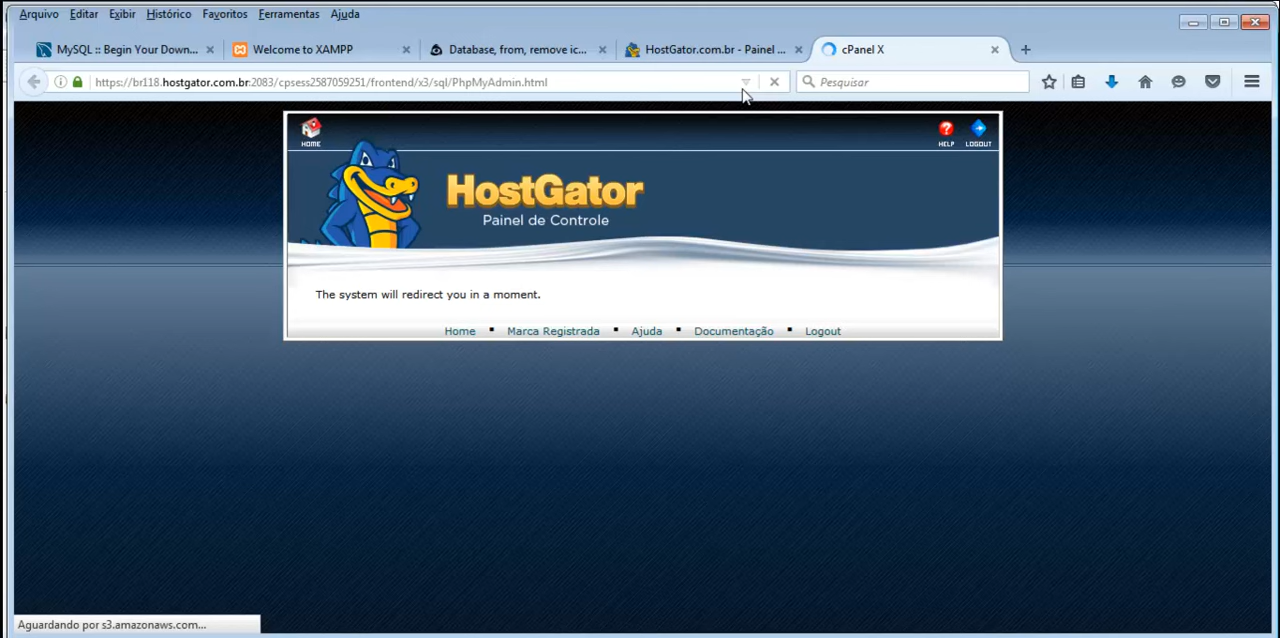 Arquivo Editar Exibir Histórico Favoritos Ferramentas Ajuda
MySQL :: Begin Your Down... Welcome to XAMPP Database, from, remove ic... HostGator.com.br - Painel ... cPanel X
https://br118.hostgator.com.br:2083/cpsess2587059251/frontend/x3/sql/PhpMyAdmin.html Pesquisar
HOME HELP LOGOUT
HostGator
Painel de Controle
The system will redirect you in a moment.
Home Marca Registrada Ajuda Documentação Logout
Aguardando por s3.amazonaws.com...